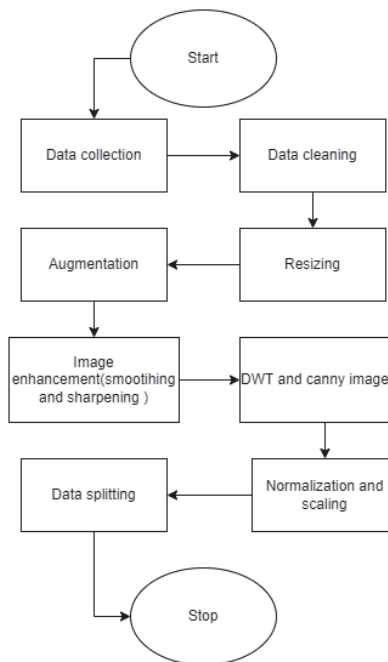 Start
Data collection
Data cleaning
Augmentation
Resizing
Image
enhancement(smootihing
and sharpening )
DWT and canny image
Data splitting
Normalization and
scaling
Stop